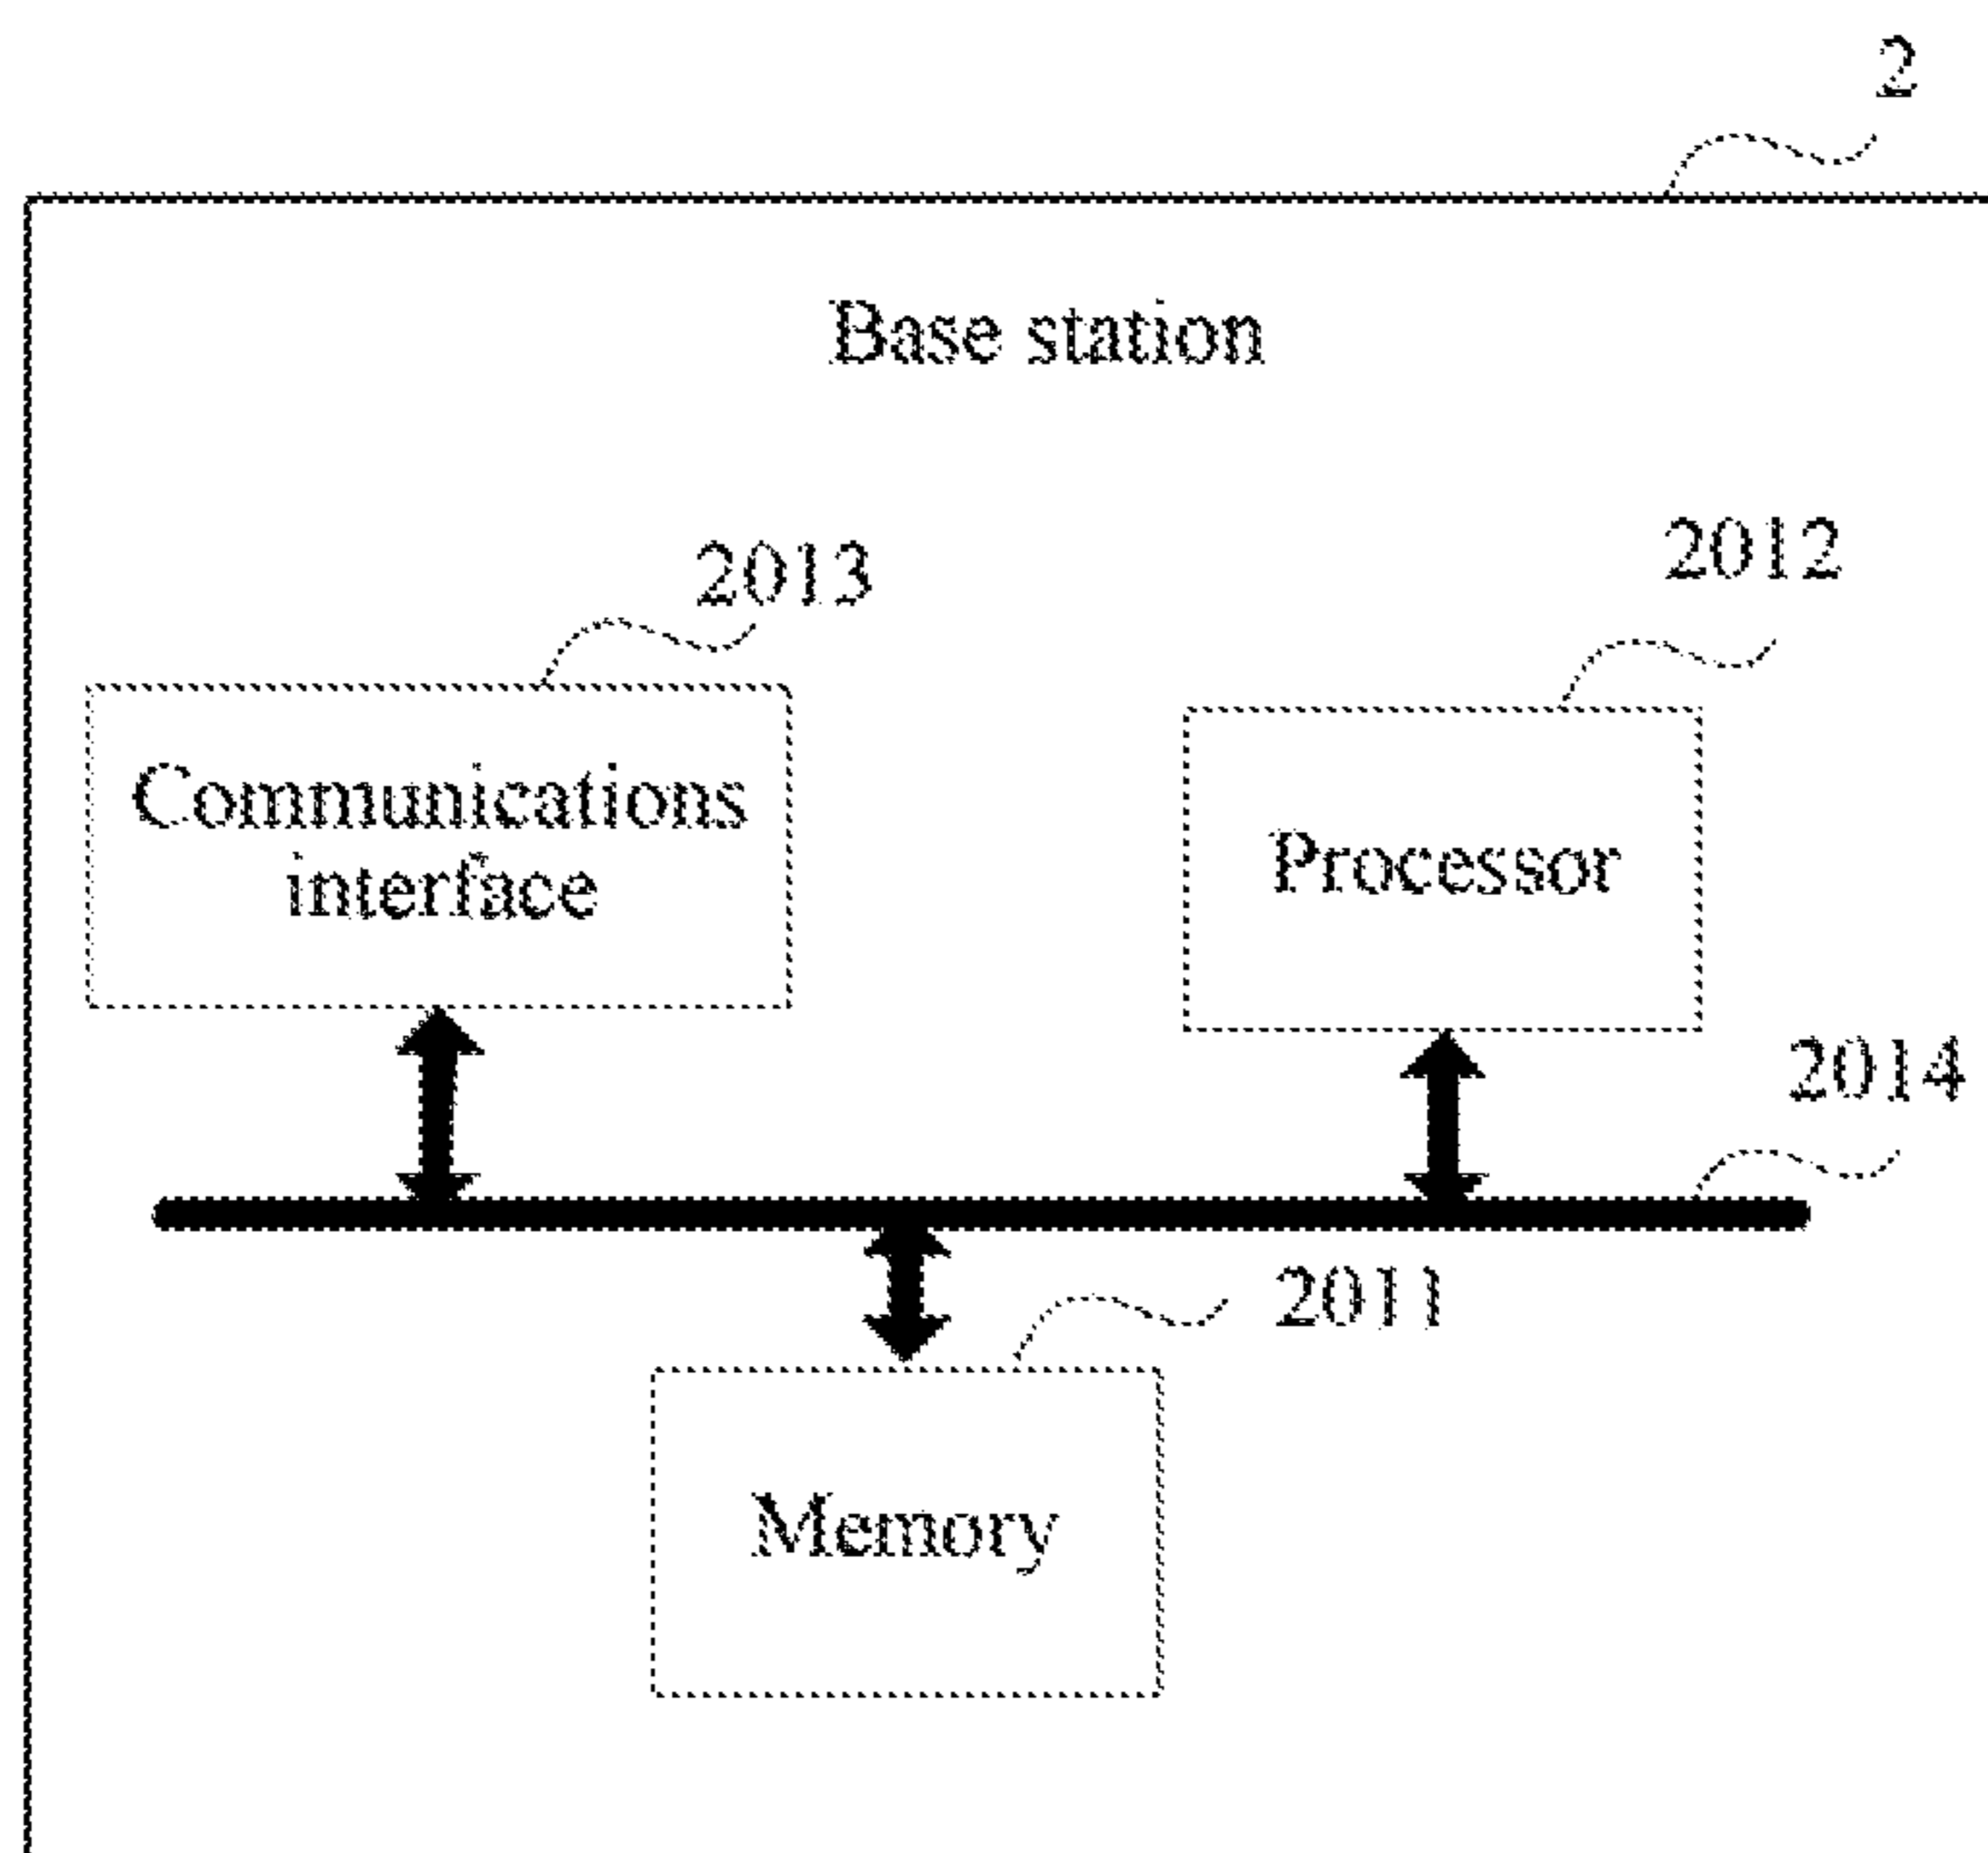 2
Base station
2013
2012
Communications
interface
Processor
2014
2011
Memory